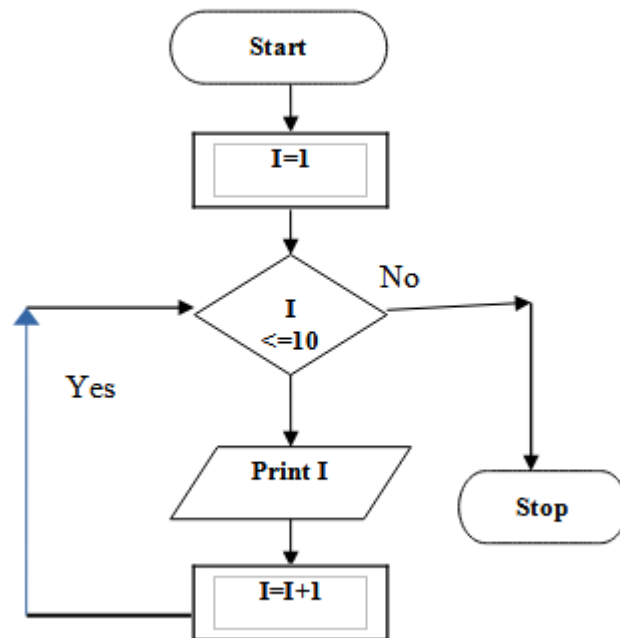 Start
I=1
No
I
<=10
Yes
Print I
Stop
I=I+1